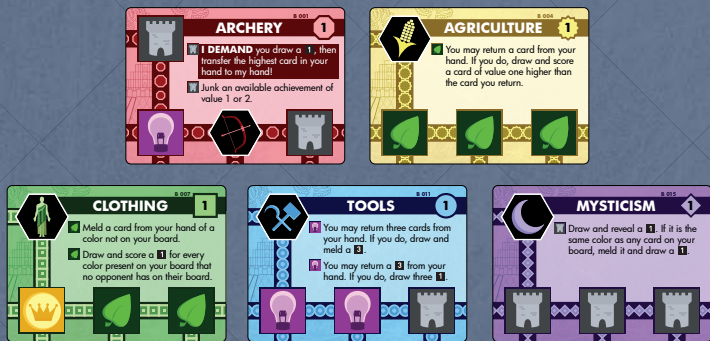 B 001
ARCHERY 1
I DEMAND you draw a 1, then
transfer the highest card in your
hand to my hand!
Junk an available achievement of
value 1 or 2.
B 004
AGRICULTURE 1
You may return a card from your
hand. If you do, draw and score
a card of value one higher than
the card you return.
B 007
CLOTHING 1
Meld a card from your hand of a
color not on your board.
Draw and score a 1 for every
color present on your board that
no opponent has on their board.
B 011
TOOLS 1
You may return three cards from
your hand. If you do, draw and
meld a 3.
You may return a 3 from your
hand. If you do, draw three 1.
B 015
MYSTICISM 1
Draw and reveal a 1. If it is the
same color as any card on your
board, meld it and draw a 1.